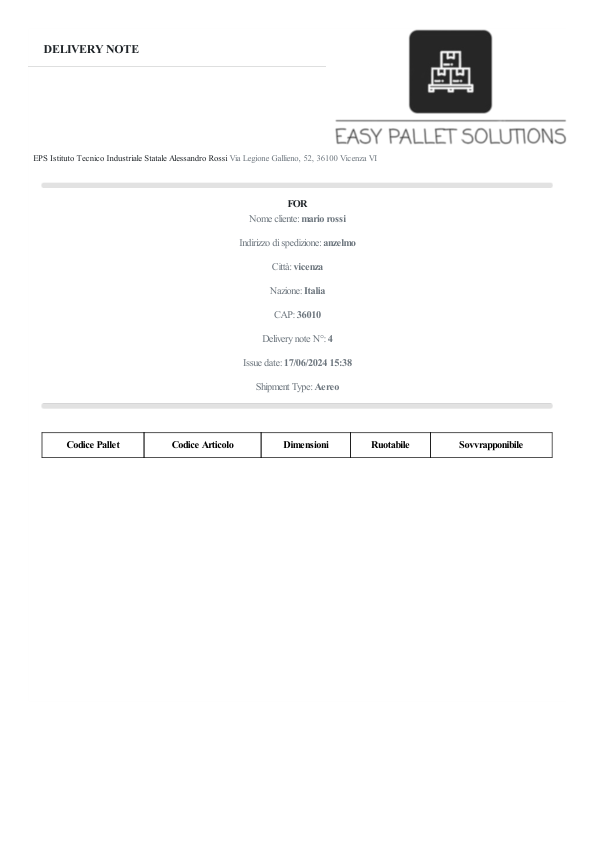 DELIVERY NOTE
EASY PALLET SOLUTIONS
EPS Istituto Tecnico Industriale Statale Alessandro Rossi Via Legione Gallieno, 52, 36100 Vicenza VI
FOR
Nome cliente: mario rossi
Indirizzo di spedizione: anzelmo
Città: vicenza
Nazione: Italia
CAP: 36010
Delivery note N°: 4
Issue date: 17/06/2024 15:38
Shipment Type: Aereo
Codice Pallet Codice Articolo Dimensioni Ruotabile Sovvrapponibile